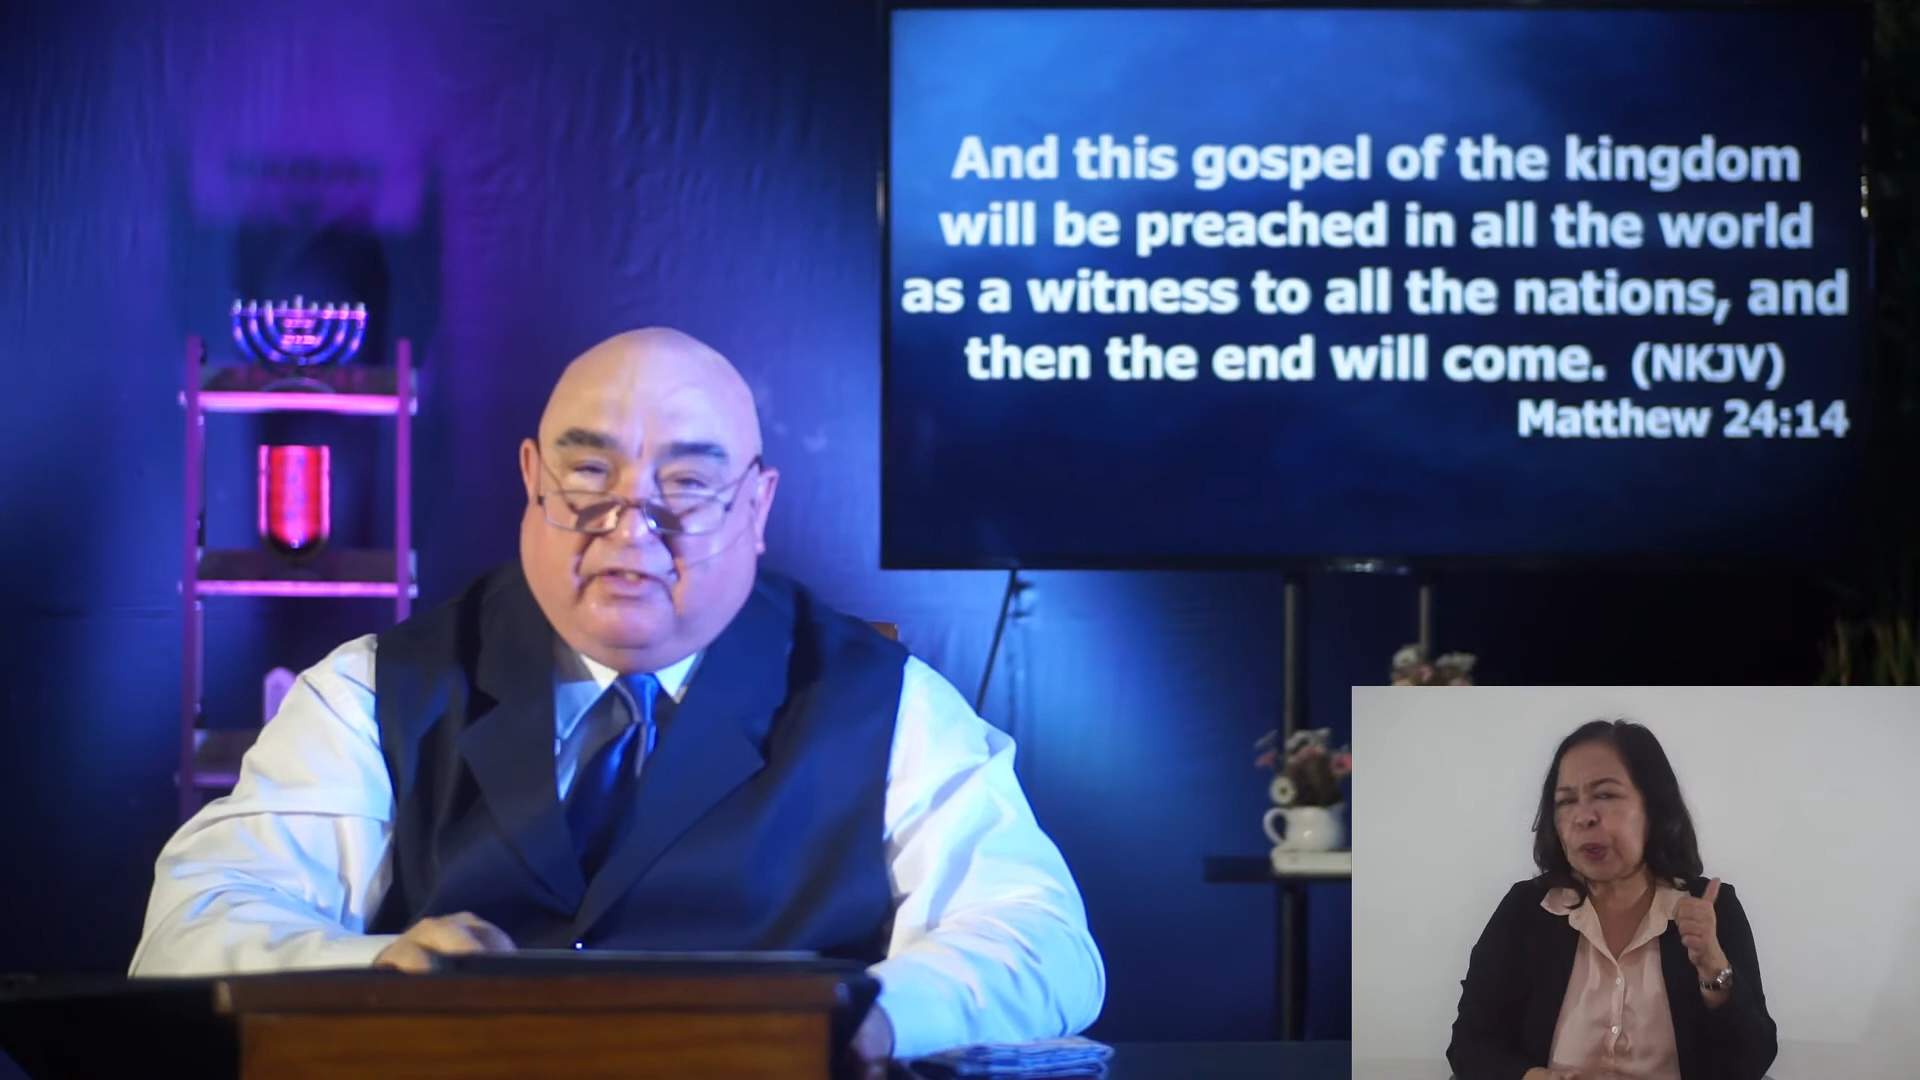 And this gospel of the kingdom
will be preached in all the world
as a witness to all the nations, and
then the end will come. (NKJV)
Matthew 24:14